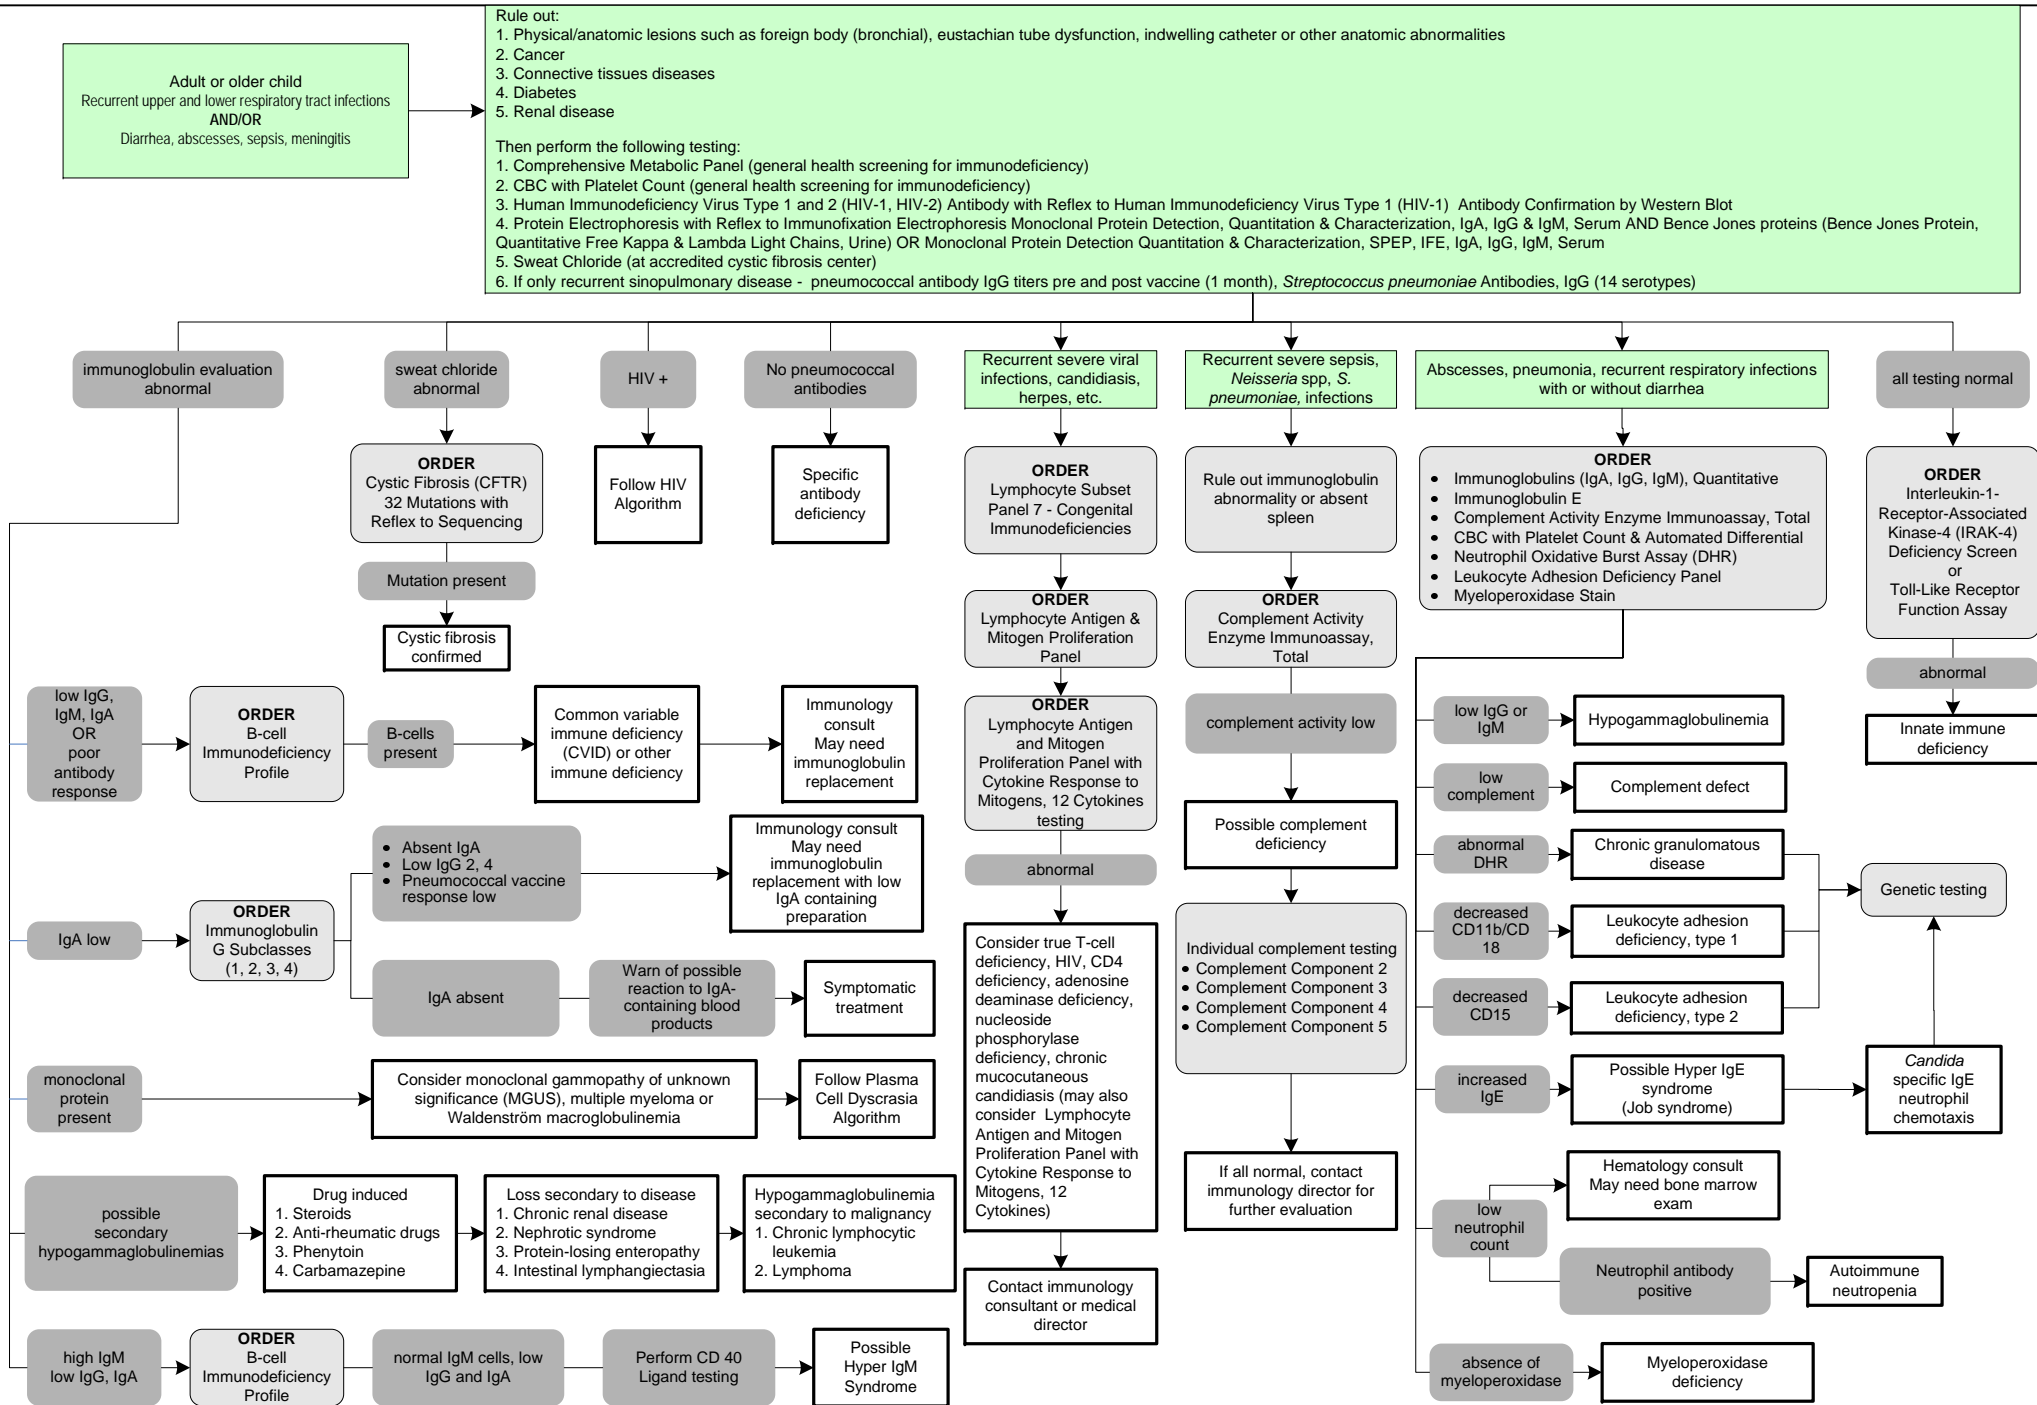 Adult or older child
Recurrent upper and lower respiratory tract infections
AND/OR
Diarrhea, abscesses, sepsis, meningitis
Rule out:
1. Physical/anatomic lesions such as foreign body (bronchial), eustachian tube dysfunction, indwelling catheter or other anatomic abnormalities
2. Cancer
3. Connective tissues diseases
4. Diabetes
5. Renal disease
Then perform the following testing:
1. Comprehensive Metabolic Panel (general health screening for immunodeficiency)
2. CBC with Platelet Count (general health screening for immunodeficiency)
3. Human Immunodeficiency Virus Type 1 and 2 (HIV-1, HIV-2) Antibody with Reflex to Human Immunodeficiency Virus Type 1 (HIV-1) Antibody Confirmation by Western Blot
4. Protein Electrophoresis with Reflex to Immunofixation Electrophoresis Monoclonal Protein Detection, Quantitation & Characterization, IgA, IgG & IgM, Serum AND Bence Jones proteins (Bence Jones Protein,
Quantitative Free Kappa & Lambda Light Chains, Urine) OR Monoclonal Protein Detection Quantitation & Characterization, SPEP, IFE, IgA, IgG, IgM, Serum
5. Sweat Chloride (at accredited cystic fibrosis center)
6. If only recurrent sinopulmonary disease - pneumococcal antibody IgG titers pre and post vaccine (1 month), Streptococcus pneumoniae Antibodies, IgG (14 serotypes)
immunoglobulin evaluation
abnormal
sweat chloride
abnormal
HIV +
No pneumococcal
antibodies
Recurrent severe viral
infections, candidiasis,
herpes, etc.
Recurrent severe sepsis,
Neisseria spp, S.
pneumoniae, infections
Abscesses, pneumonia, recurrent respiratory infections
with or without diarrhea
all testing normal
ORDER
Cystic Fibrosis (CFTR)
32 Mutations with
Reflex to Sequencing
Mutation present
Cystic fibrosis
confirmed
Follow HIV
Algorithm
Specific
antibody
deficiency
ORDER
Lymphocyte Subset
Panel 7 - Congenital
Immunodeficiencies
ORDER
Lymphocyte Antigen &
Mitogen Proliferation
Panel
ORDER
Lymphocyte Antigen
and Mitogen
Proliferation Panel with
Cytokine Response to
Mitogens, 12 Cytokines
testing
abnormal
Consider true T-cell
deficiency, HIV, CD4
deficiency, adenosine
deaminase deficiency,
nucleoside
phosphorylase
deficiency, chronic
mucocutaneous
candidiasis (may also
consider Lymphocyte
Antigen and Mitogen
Proliferation Panel with
Cytokine Response to
Mitogens, 12
Cytokines)
Contact immunology
consultant or medical
director
Rule out immunoglobulin
abnormality or absent
spleen
ORDER
Complement Activity
Enzyme Immunoassay,
Total
complement activity low
Possible complement
deficiency
Individual complement testing
• Complement Component 2
• Complement Component 3
• Complement Component 4
• Complement Component 5
If all normal, contact
immunology director for
further evaluation
ORDER
• Immunoglobulins (IgA, IgG, IgM), Quantitative
• Immunoglobulin E
• Complement Activity Enzyme Immunoassay, Total
• CBC with Platelet Count & Automated Differential
• Neutrophil Oxidative Burst Assay (DHR)
• Leukocyte Adhesion Deficiency Panel
• Myeloperoxidase Stain
ORDER
Interleukin-1-
Receptor-Associated
Kinase-4 (IRAK-4)
Deficiency Screen
or
Toll-Like Receptor
Function Assay
abnormal
Innate immune
deficiency
low IgG or
IgM
Hypogammaglobulinemia
low
complement
Complement defect
abnormal
DHR
Chronic granulomatous
disease
decreased
CD11b/CD
18
Leukocyte adhesion
deficiency, type 1
decreased
CD15
Leukocyte adhesion
deficiency, type 2
Genetic testing
increased
IgE
Possible Hyper IgE
syndrome
(Job syndrome)
Candida
specific IgE
neutrophil
chemotaxis
low
neutrophil
count
Hematology consult
May need bone marrow
exam
Neutrophil antibody
positive
Autoimmune
neutropenia
absence of
myeloperoxidase
Myeloperoxidase
deficiency
low IgG,
IgM, IgA
OR
poor
antibody
response
ORDER
B-cell
Immunodeficiency
Profile
B-cells
present
Common variable
immune deficiency
(CVID) or other
immune deficiency
Immunology
consult
May need
immunoglobulin
replacement
IgA low
ORDER
Immunoglobulin
G Subclasses
(1, 2, 3, 4)
• Absent IgA
• Low IgG 2, 4
• Pneumococcal vaccine
response low
Immunology consult
May need
immunoglobulin
replacement with low
IgA containing
preparation
IgA absent
Warn of possible
reaction to IgA-
containing blood
products
Symptomatic
treatment
monoclonal
protein
present
Consider monoclonal gammopathy of unknown
significance (MGUS), multiple myeloma or
Waldenström macroglobulinemia
Follow Plasma
Cell Dyscrasia
Algorithm
possible
secondary
hypogammaglobulinemias
Drug induced
1. Steroids
2. Anti-rheumatic drugs
3. Phenytoin
4. Carbamazepine
Loss secondary to disease
1. Chronic renal disease
2. Nephrotic syndrome
3. Protein-losing enteropathy
4. Intestinal lymphangiectasia
Hypogammaglobulinemia
secondary to malignancy
1. Chronic lymphocytic
leukemia
2. Lymphoma
high IgM
low IgG, IgA
ORDER
B-cell
Immunodeficiency
Profile
normal IgM cells, low
IgG and IgA
Perform CD 40
Ligand testing
Possible
Hyper IgM
Syndrome